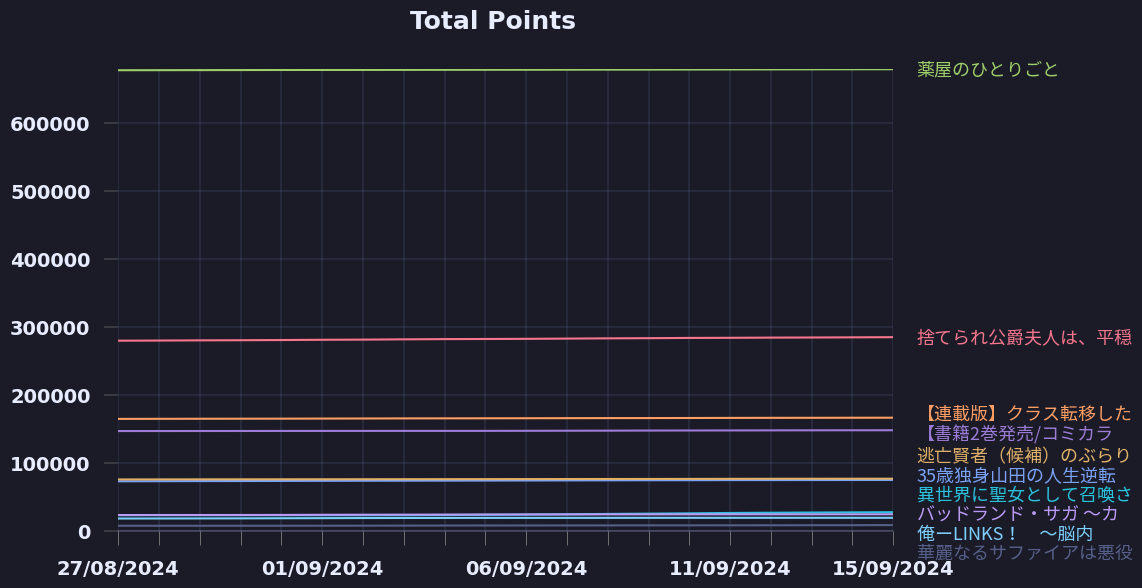 Total Points
薬屋のひとりごと
600000
500000
400000
300000
捨てられ公爵夫人は、平穏
200000
【連載版】クラス転移した
【書籍2巻発売/コミカラ
100000
逃亡賢者（候補）のぶらり
35歳独身山田の人生逆転
異世界に聖女として召喚さ
バッドランド・サガ ～カ
0
俺ーLINKS！　～脳内
華麗なるサファイアは悪役
27/08/2024 01/09/2024 06/09/2024 11/09/2024 15/09/2024